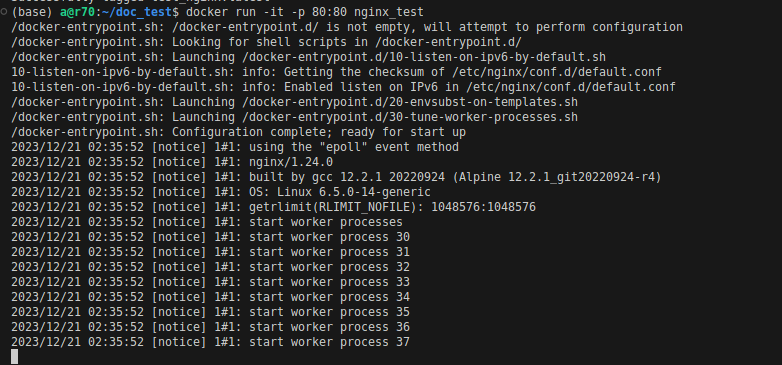 (base) a@r70:~/doc_test$ docker run -it -p 80:80 nginx_test
/docker-entrypoint.sh: /docker-entrypoint.d/ is not empty, will attempt to perform configuration
/docker-entrypoint.sh: Looking for shell scripts in /docker-entrypoint.d/
/docker-entrypoint.sh: Launching /docker-entrypoint.d/10-listen-on-ipv6-by-default.sh
10-listen-on-ipv6-by-default.sh: info: Getting the checksum of /etc/nginx/conf.d/default.conf
10-listen-on-ipv6-by-default.sh: info: Enabled listen on IPv6 in /etc/nginx/conf.d/default.conf
/docker-entrypoint.sh: Launching /docker-entrypoint.d/20-envsubst-on-templates.sh
/docker-entrypoint.sh: Launching /docker-entrypoint.d/30-tune-worker-processes.sh
/docker-entrypoint.sh: Configuration complete; ready for start up
2023/12/21 02:35:52 [notice] 1#1: using the "epoll" event method
2023/12/21 02:35:52 [notice] 1#1: nginx/1.24.0
2023/12/21 02:35:52 [notice] 1#1: built by gcc 12.2.1 20220924 (Alpine 12.2.1_git20220924-r4)
2023/12/21 02:35:52 [notice] 1#1: OS: Linux 6.5.0-14-generic
2023/12/21 02:35:52 [notice] 1#1: getrlimit(RLIMIT_NOFILE): 1048576:1048576
2023/12/21 02:35:52 [notice] 1#1: start worker processes
2023/12/21 02:35:52 [notice] 1#1: start worker process 30
2023/12/21 02:35:52 [notice] 1#1: start worker process 31
2023/12/21 02:35:52 [notice] 1#1: start worker process 32
2023/12/21 02:35:52 [notice] 1#1: start worker process 33
2023/12/21 02:35:52 [notice] 1#1: start worker process 34
2023/12/21 02:35:52 [notice] 1#1: start worker process 35
2023/12/21 02:35:52 [notice] 1#1: start worker process 36
2023/12/21 02:35:52 [notice] 1#1: start worker process 37